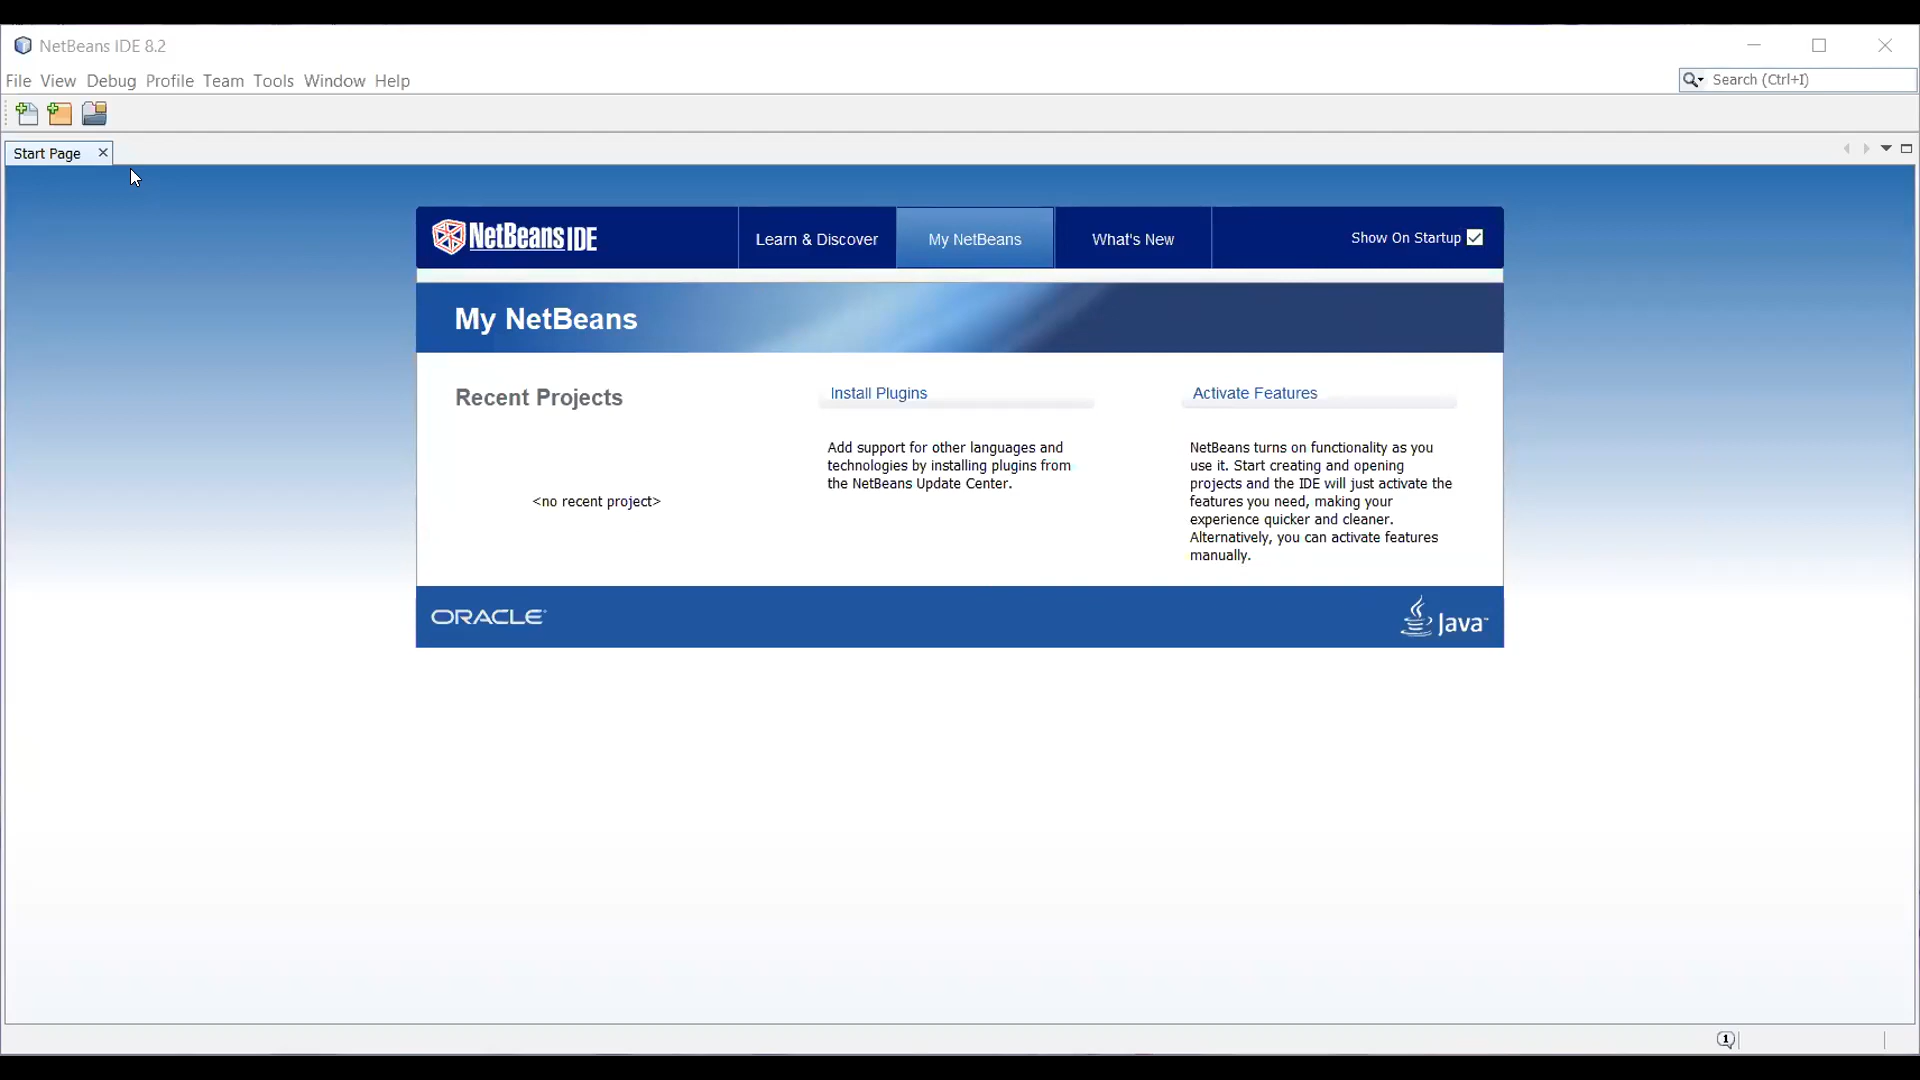 NetBeans IDE 8.2
File View Debug Profile Team Tools Window Help
Search (Ctrl+I)
Start Page
NetBeans IDE
Learn & Discover
My NetBeans
What's New
Show On Startup
My NetBeans
Recent Projects
<no recent project>
Install Plugins
Add support for other languages and
technologies by installing plugins from
the NetBeans Update Center.
Activate Features
NetBeans turns on functionality as you
use it. Start creating and opening
projects and the IDE will just activate the
features you need, making your
experience quicker and cleaner.
Alternatively, you can activate features
manually.
ORACLE
Java™
1